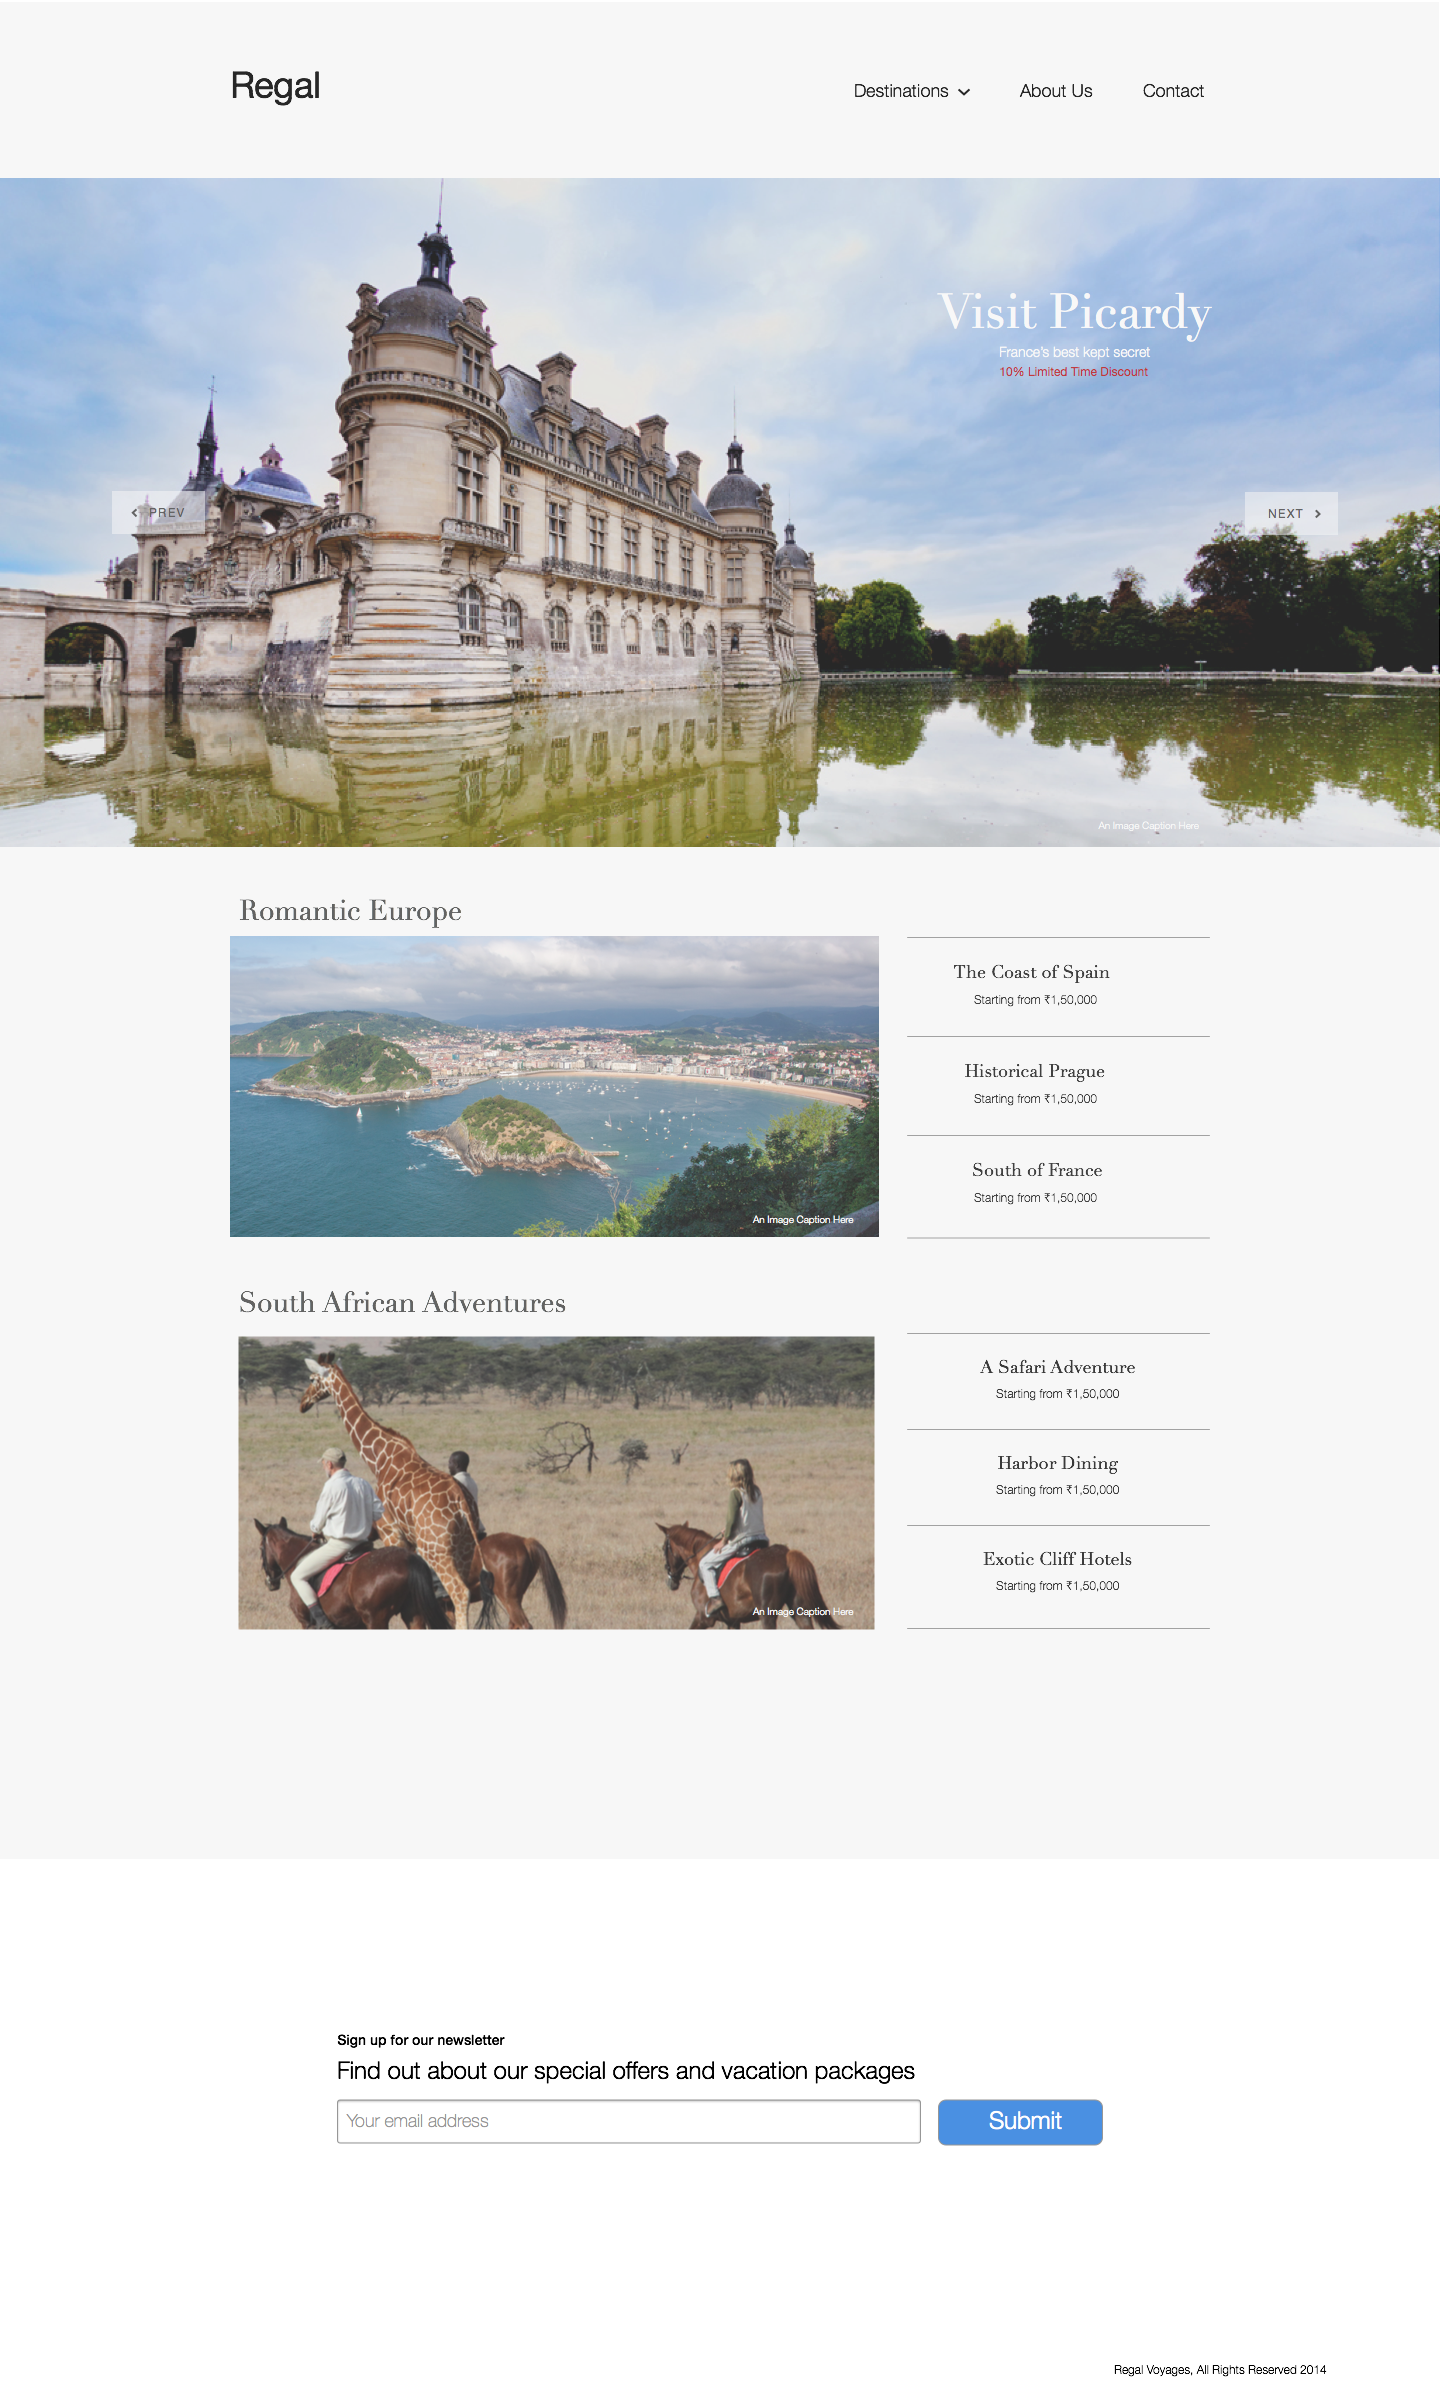 Regal
Destinations
About Us
Contact
Visit Picardy
France's best kept secret
10% Limited Time Discount
PREV
NEXT
An Image Caption Here
Romantic Europe
The Coast of Spain
Starting from ₹1,50,000
Historical Prague
Starting from ₹1,50,000
South of France
Starting from ₹1,50,000
An Image Caption Here
South African Adventures
A Safari Adventure
Starting from ₹1,50,000
Harbor Dining
Starting from ₹1,50,000
Exotic Cliff Hotels
Starting from ₹1,50,000
An Image Caption Here
Sign up for our newsletter
Find out about our special offers and vacation packages
Your email address
Submit
Regal Voyages, All Rights Reserved 2014